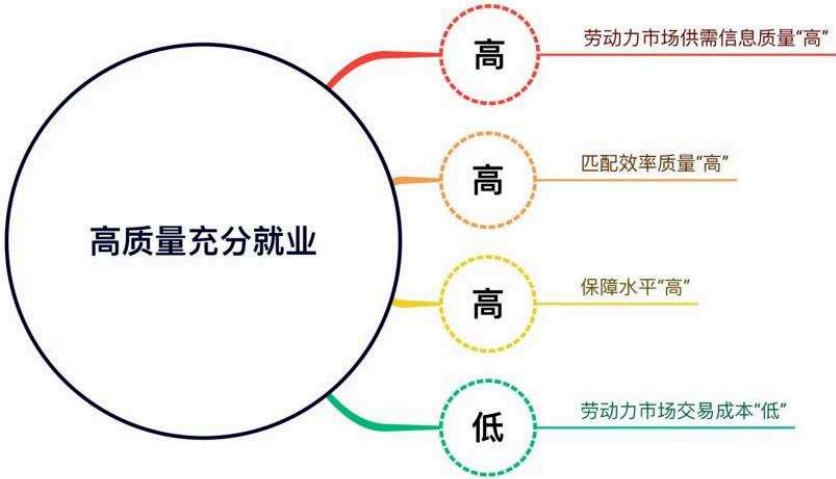 高
劳动力市场供需信息质量“高”
高
匹配效率质量“高”
高质量充分就业
高
保障水平“高”
低
劳动力市场交易成本“低”